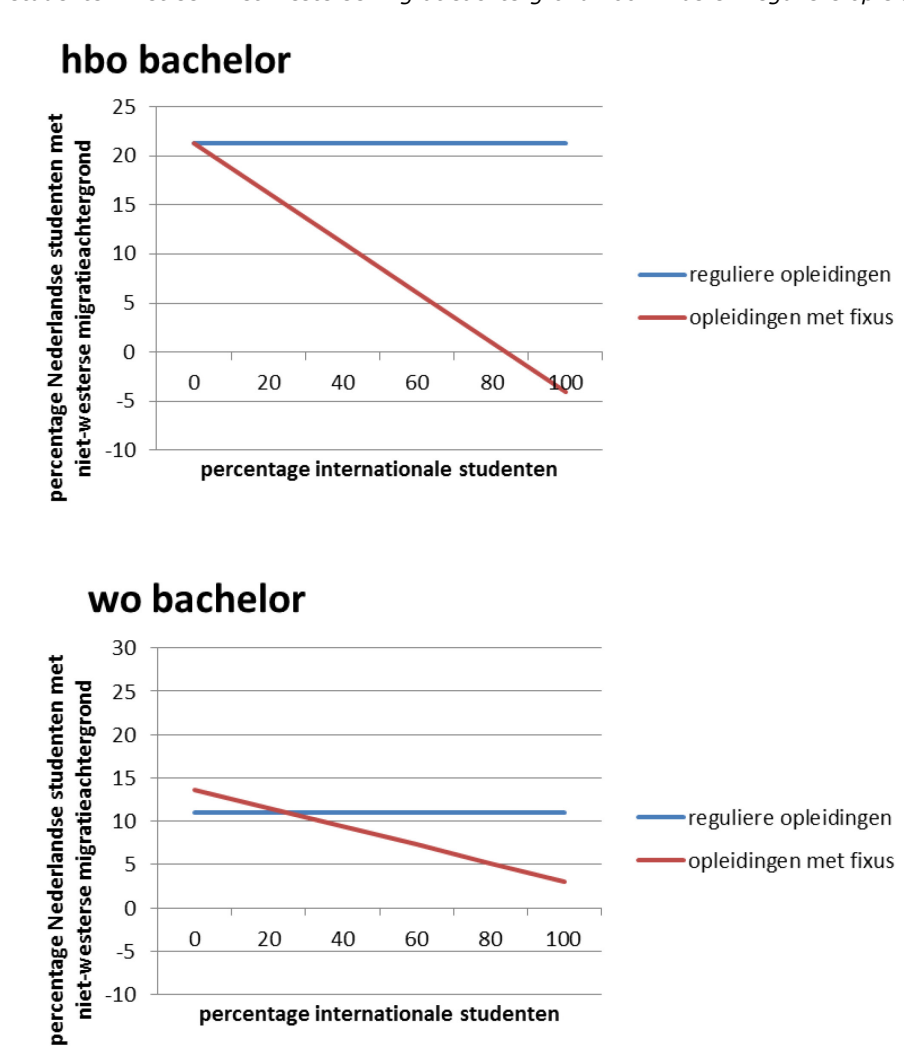 hbo bachelor
percentage Nederlandse studenten met
niet-westerse migratieachtergrond
25
20
15
10
5
0
-5
-10
0 20 40 60 80 100
percentage internationale studenten
reguliere opleidingen
opleidingen met fixus
wo bachelor
percentage Nederlandse studenten met
niet-westerse migratieachtergrond
30
25
20
15
10
5
0
-5
-10
0 20 40 60 80 100
percentage internationale studenten
reguliere opleidingen
opleidingen met fixus